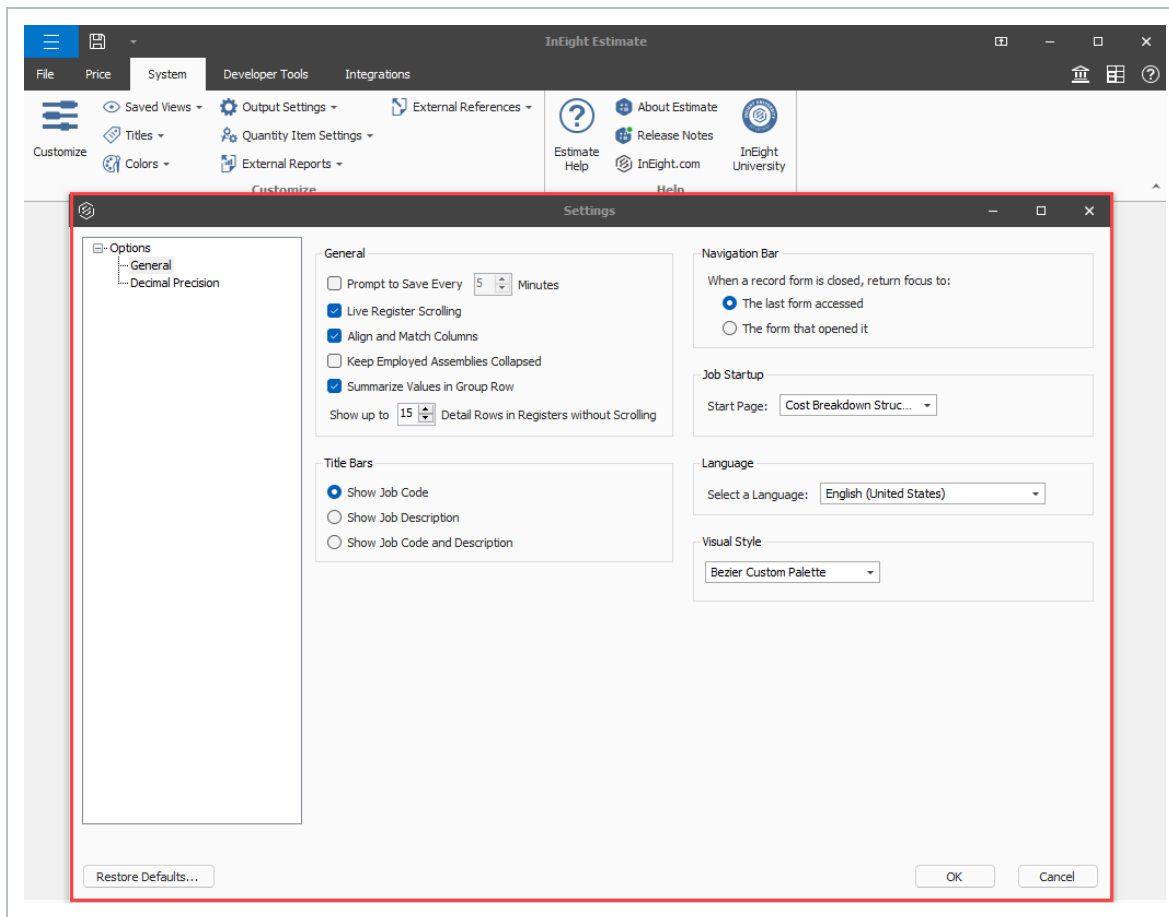 InEight Estimate
File Price System Developer Tools Integrations
Customize
Saved Views
Titles
Colors
Output Settings
Quantity Item Settings
External Reports
External References
Customize
Estimate
Help
About Estimate
Release Notes
InEight.com
InEight
University
Help
Settings
Options
General
Decimal Precision
General
Prompt to Save Every 5 Minutes
Live Register Scrolling
Align and Match Columns
Keep Employed Assemblies Collapsed
Summarize Values in Group Row
Show up to 15 Detail Rows in Registers without Scrolling
Title Bars
Show Job Code
Show Job Description
Show Job Code and Description
Navigation Bar
When a record form is closed, return focus to:
The last form accessed
The form that opened it
Job Startup
Start Page: Cost Breakdown Struc...
Language
Select a Language: English (United States)
Visual Style
Bezier Custom Palette
Restore Defaults...
OK
Cancel